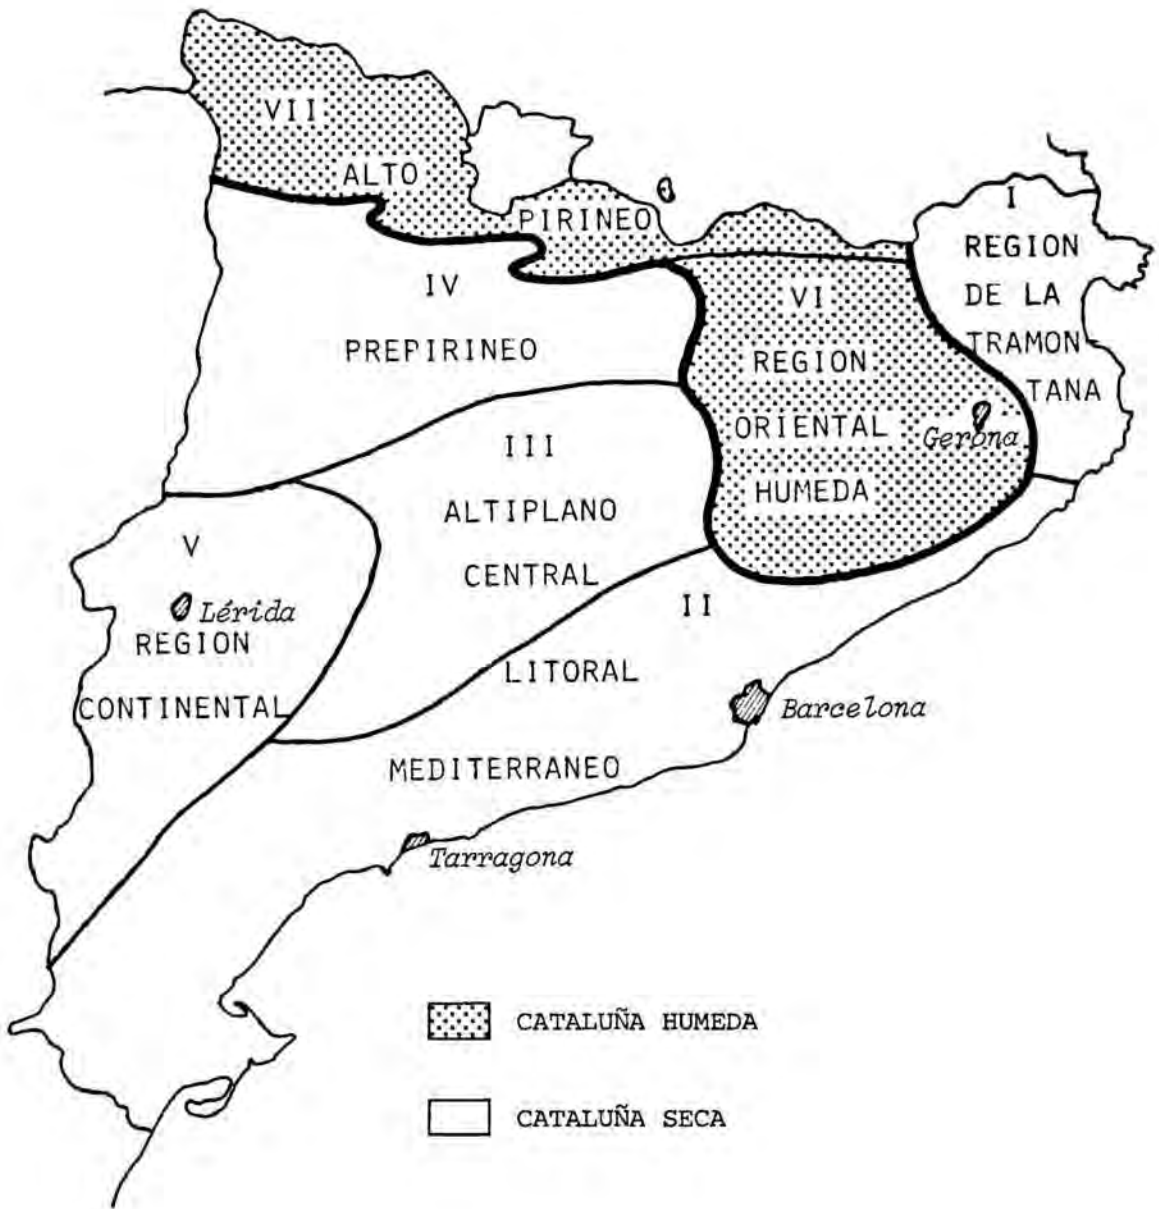 VII
ALTO
PIRINEO
I
REGION
DE LA
TRAMON
TANA
IV
PREPIRINEO
VI
REGION
ORIENTAL
HUMEDA
Gerona
III
ALTIPLANO
CENTRAL
V
Lérida
REGION
CONTINENTAL
II
LITORAL
MEDITERRANEO
Barcelona
Tarragona
CATALUÑA HUMEDA
CATALUÑA SECA